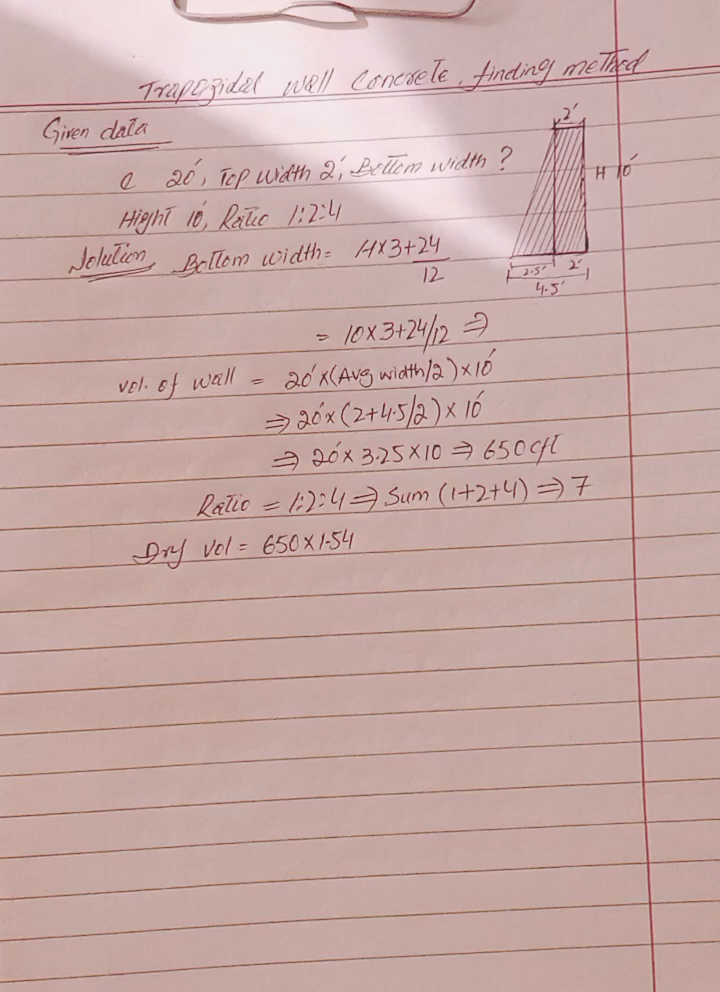 Trapezidal Wall Concrete finding method
Given data
2'
e 20', Top width 2', Bottom width ?
H 10'
Hight 10', Ratio 1:2:4
Solution Bottom width = H×3+24
12
2.5' 2'
4.5'
= 10×3+24/12 ⇒
vol. of wall = 20'×(Avg width/2)×10'
⇒ 20'×(2+4.5/2)×10'
⇒ 20'×3.25×10 ⇒ 650 cft
Ratio = 1:2:4 ⇒ Sum (1+2+4) ⇒ 7
Dry vol = 650×1.54